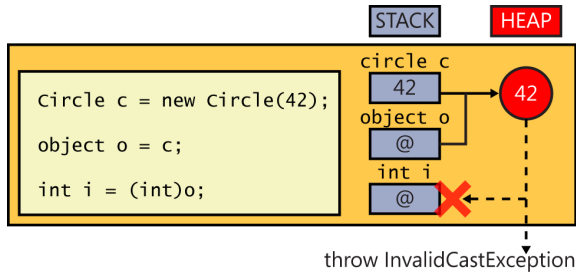 STACK HEAP
circle c
42
42
object o
@
int i
@
Circle c = new Circle(42);
object o = c;
int i = (int)o;
throw InvalidCastException